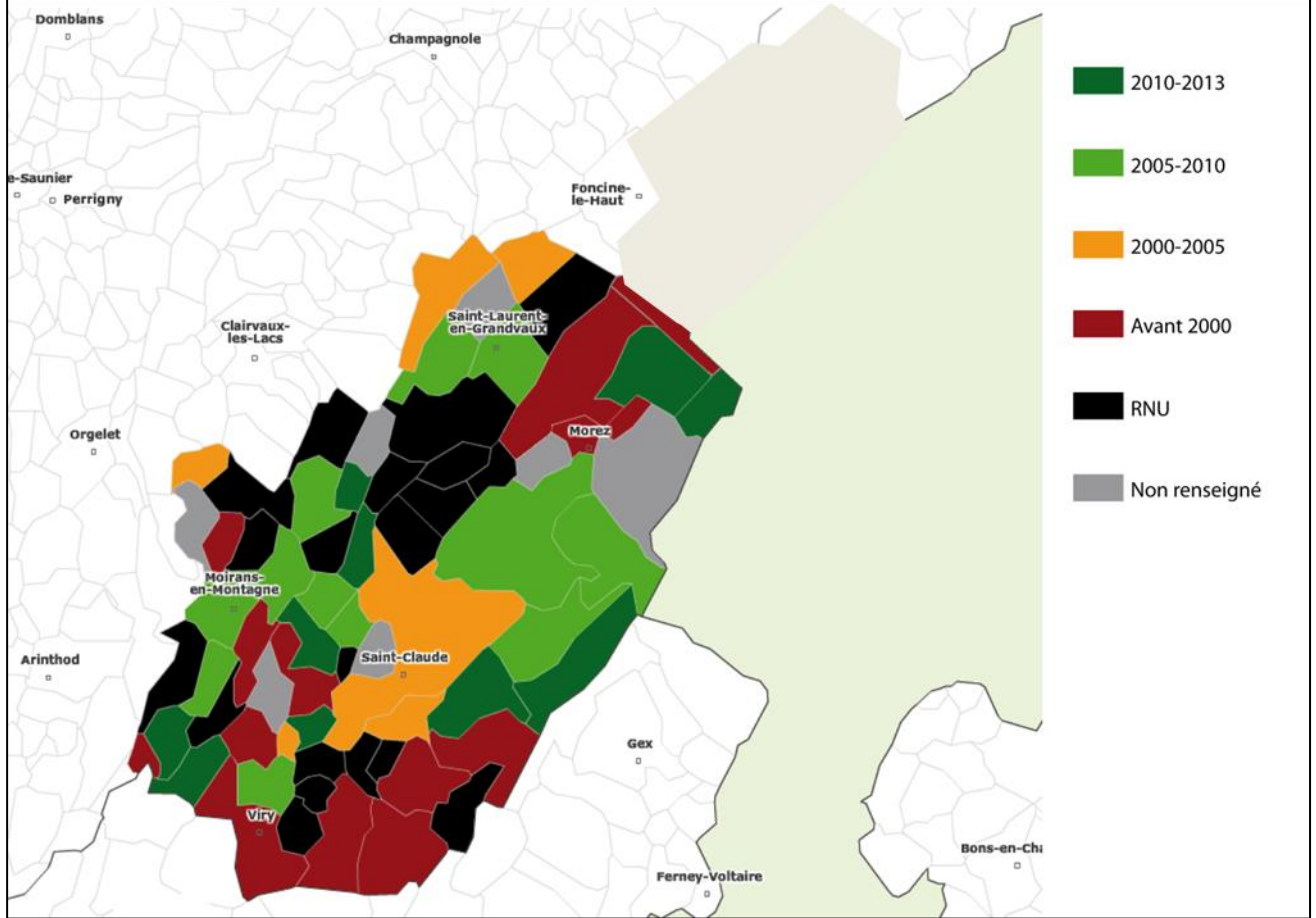 Domblans
Champagnole
e-Saunier
Perrigny
Foncine-
le-Haut
Saint-Laurent-
en-Grandvaux
Clairvaux-
les-Lacs
Orgelet
Morez
Moirans-
en-Montagne
Arinthod
Saint-Claude
Gex
Viry
Ferney-Voltaire
Bons-en-Cha
2010-2013
2005-2010
2000-2005
Avant 2000
RNU
Non renseigné